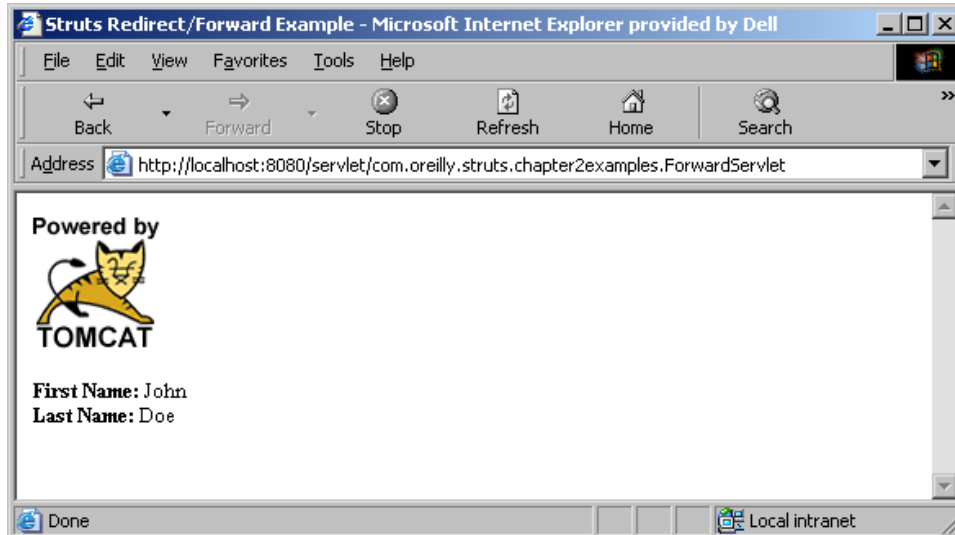 Struts Redirect/Forward Example - Microsoft Internet Explorer provided by Dell
File Edit View Favorites Tools Help
Back Forward Stop Refresh Home Search »
Address http://localhost:8080/servlet/com.oreilly.struts.chapter2examples.ForwardServlet
Powered by
TOMCAT
First Name: John
Last Name: Doe
Done Local intranet